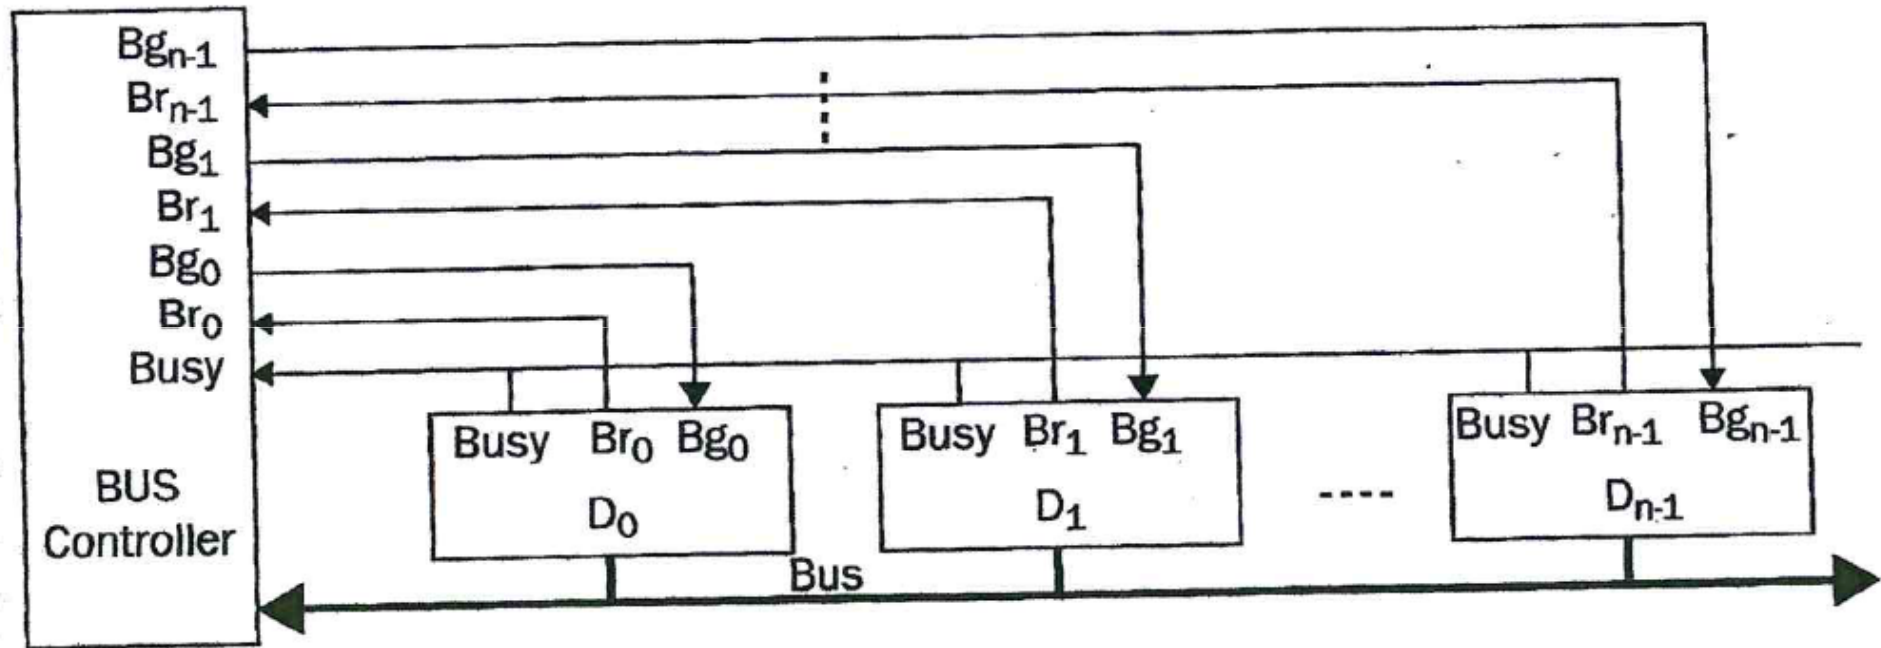 Bgn-1
Brn-1
Bg1
Br1
Bg0
Br0
Busy
BUS
Controller
Busy Br0 Bg0
D0
Busy Br1 Bg1
D1
Busy Brn-1 Bgn-1
Dn-1
Bus